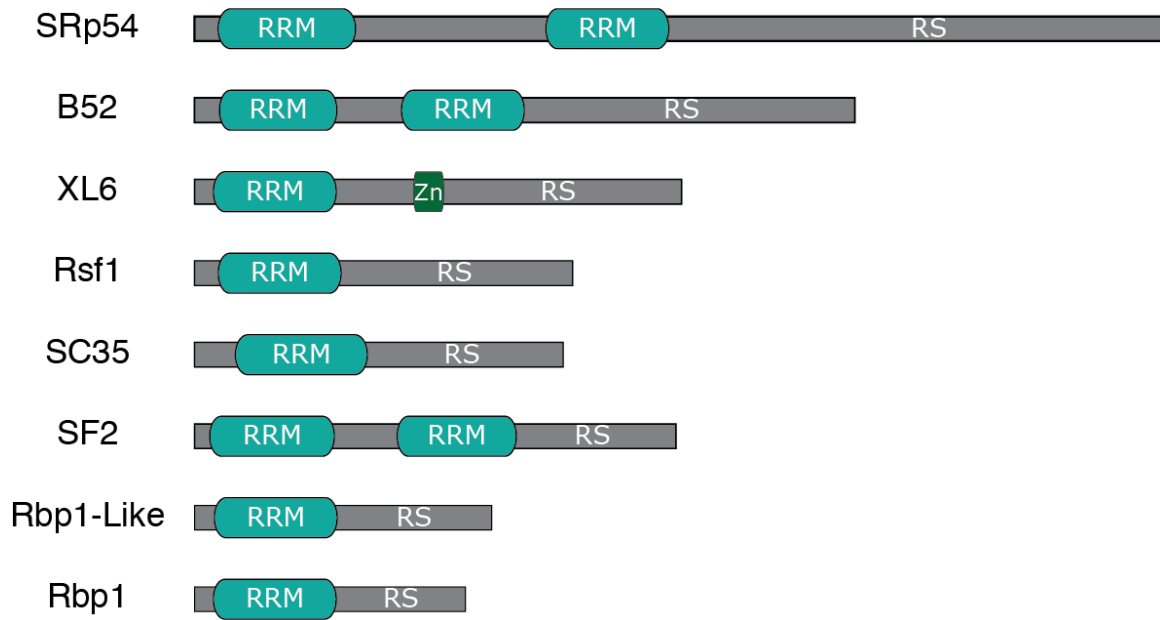 SRp54 RRM RRM RS
B52 RRM RRM RS
XL6 RRM Zn RS
Rsf1 RRM RS
SC35 RRM RS
SF2 RRM RRM RS
Rbp1-Like RRM RS
Rbp1 RRM RS